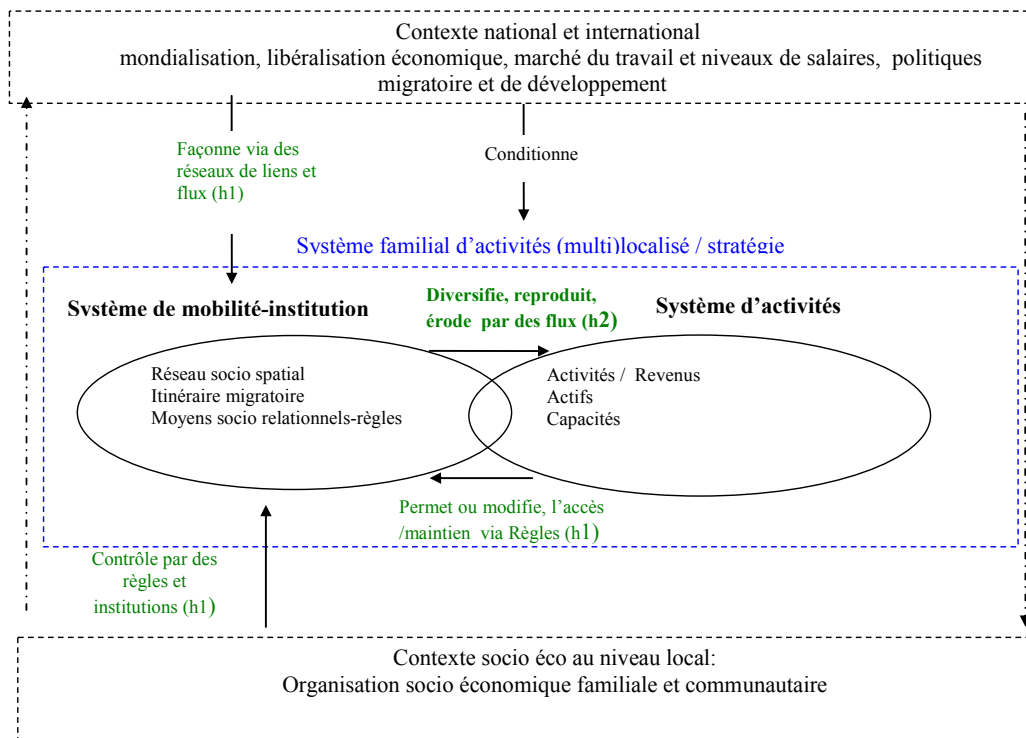 Contexte national et international
mondialisation, libéralisation économique, marché du travail et niveaux de salaires, politiques
migratoire et de développement
Façonne via des
réseaux de liens et
flux (h1)
Conditionne
Système familial d'activités (multi)localisé / stratégie
Système de mobilité-institution
Diversifie, reproduit,
érode par des flux (h2)
Système d'activités
Réseau socio spatial
Itinéraire migratoire
Moyens socio relationnels-règles
Activités / Revenus
Actifs
Capacités
Permet ou modifie, l'accès
/maintien via Règles (h1)
Contrôle par des
règles et
institutions (h1)
Contexte socio éco au niveau local:
Organisation socio économique familiale et communautaire